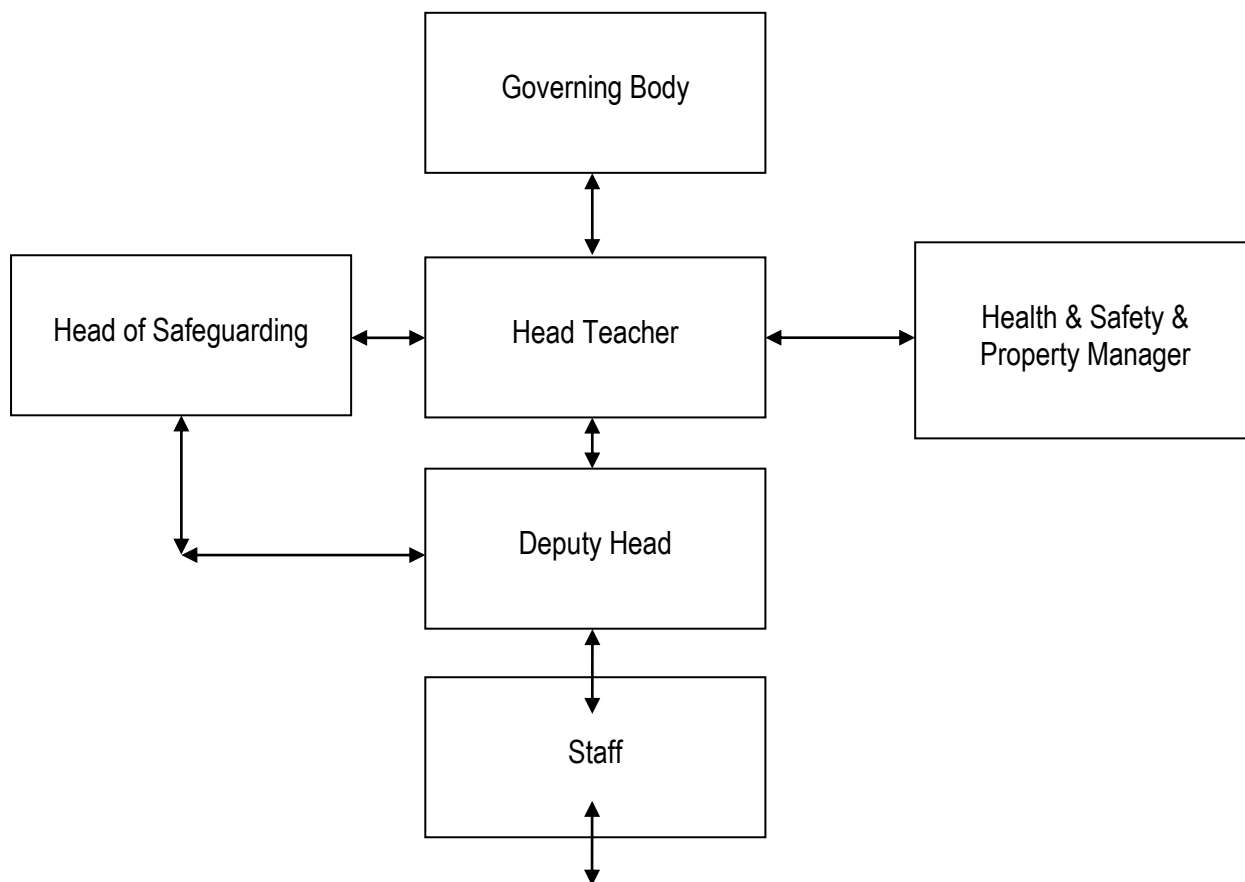 Governing Body
Head of Safeguarding
Head Teacher
Health & Safety &
Property Manager
Deputy Head
Staff